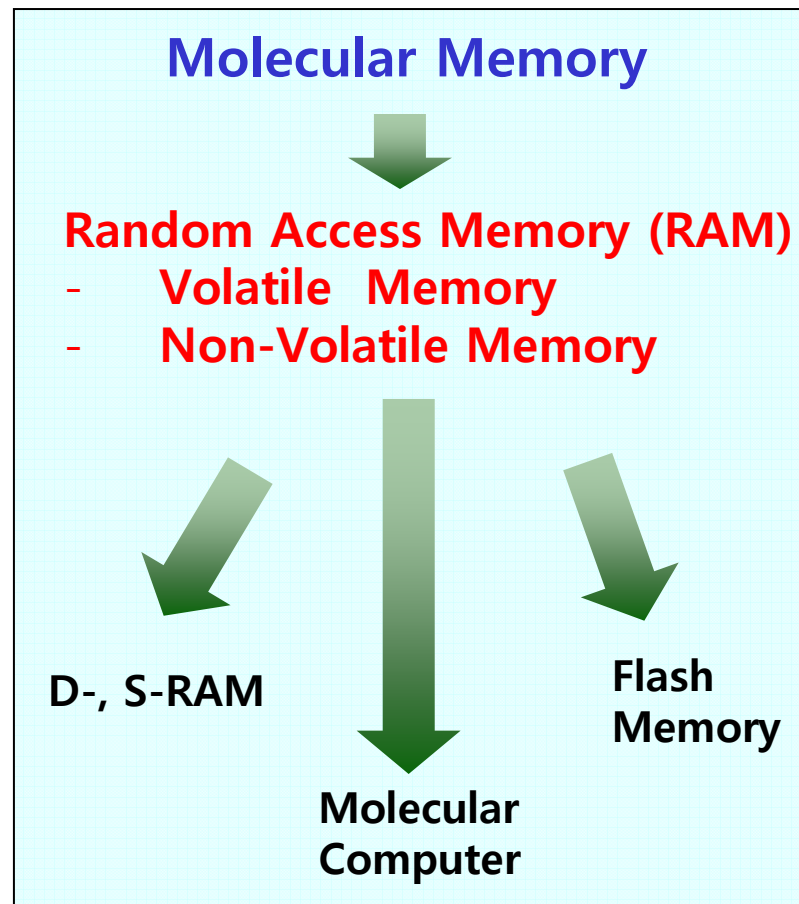 Molecular Memory
Random Access Memory (RAM)
- Volatile Memory
- Non-Volatile Memory
D-, S-RAM
Flash
Memory
Molecular
Computer